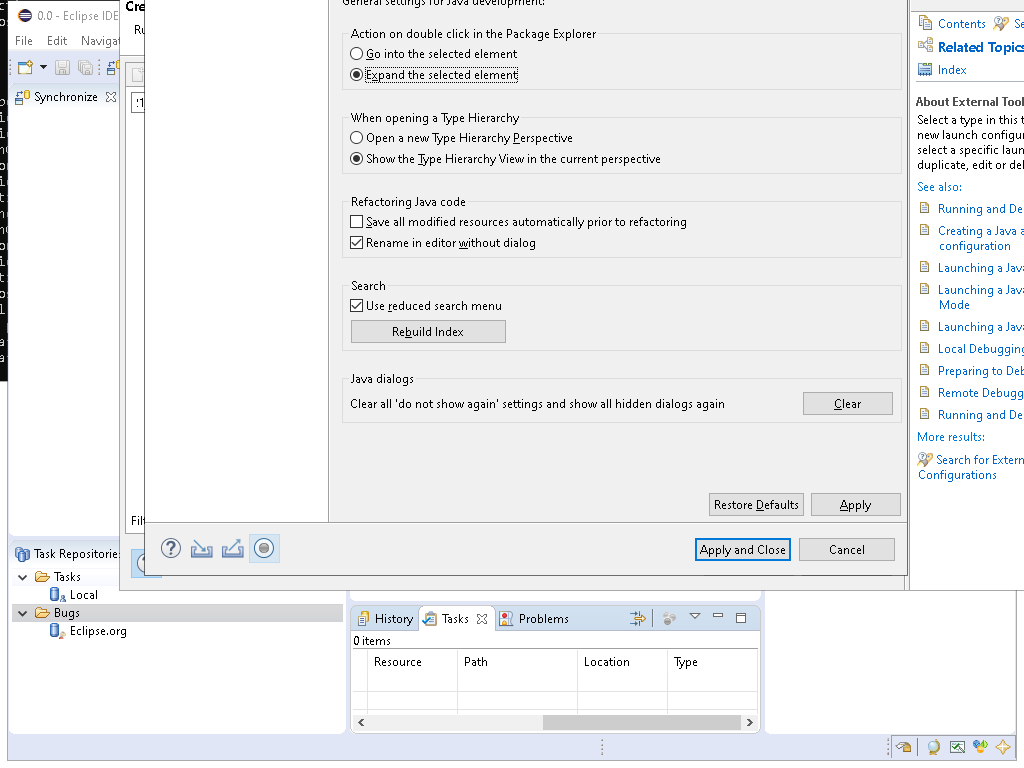 0.0 - Eclipse IDE
Cre
File Edit Navigat
Ru
Synchronize
General settings for Java development:
Action on double click in the Package Explorer
Go into the selected element
Expand the selected element
When opening a Type Hierarchy
Open a new Type Hierarchy Perspective
Show the Type Hierarchy View in the current perspective
Refactoring Java code
Save all modified resources automatically prior to refactoring
Rename in editor without dialog
Search
Use reduced search menu
Rebuild Index
Java dialogs
Clear all 'do not show again' settings and show all hidden dialogs again
Clear
Restore Defaults
Apply
Filt
Apply and Close
Cancel
Contents
Se
Related Topics
Index
About External Tool
Select a type in this t
new launch configu
select a specific laun
duplicate, edit or del
See also:
Running and De
Creating a Java a
configuration
Launching a Java
Launching a Java
Mode
Launching a Java
Local Debugging
Preparing to Deb
Remote Debugg
Running and De
More results:
Search for Extern
Configurations
Task Repositories
Tasks
Local
Bugs
Eclipse.org
History
Tasks
Problems
0 items
Resource
Path
Location
Type